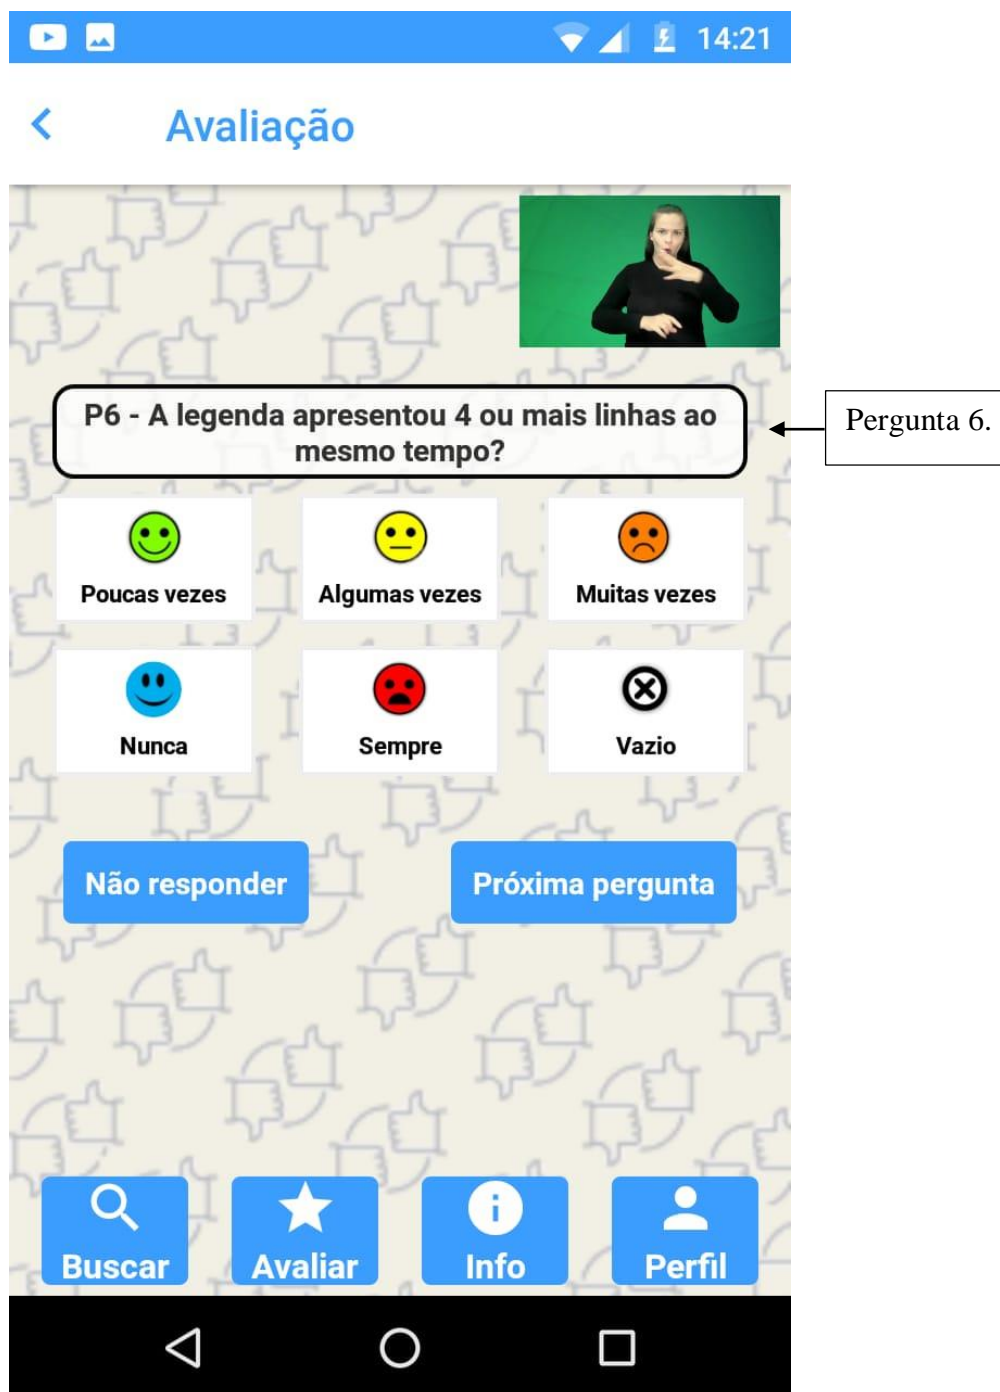 14:21
Avaliação
P6 - A legenda apresentou 4 ou mais linhas ao
mesmo tempo?
Pergunta 6.
Poucas vezes
Algumas vezes
Muitas vezes
Nunca
Sempre
Vazio
Não responder
Próxima pergunta
Buscar
Avaliar
Info
Perfil